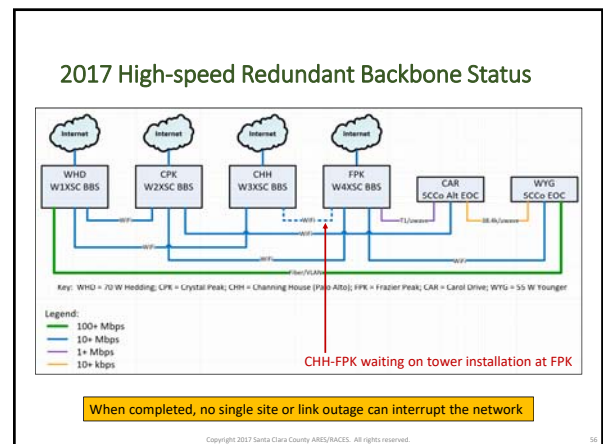 2017 High-speed Redundant Backbone Status
Internet
Internet
Internet
Internet
WHD
W1XSC BBS
CPK
W2XSC BBS
CHH
W3XSC BBS
FPK
W4XSC BBS
CAR
SCCo Alt EOC
WYG
SCCo EOC
WiFi
WiFi
T1/uwave
38.4k/uwave
WiFi
WiFi
WiFi
WiFi
Fiber/VLAN
Key: WHD = 70 W Hedding; CPK = Crystal Peak; CHH = Channing House (Palo Alto); FPK = Frazier Peak; CAR = Carol Drive; WYG = 55 W Younger
Legend:
100+ Mbps
10+ Mbps
1+ Mbps
10+ kbps
CHH-FPK waiting on tower installation at FPK
When completed, no single site or link outage can interrupt the network
Copyright 2017 Santa Clara County ARES/RACES. All rights reserved.
56